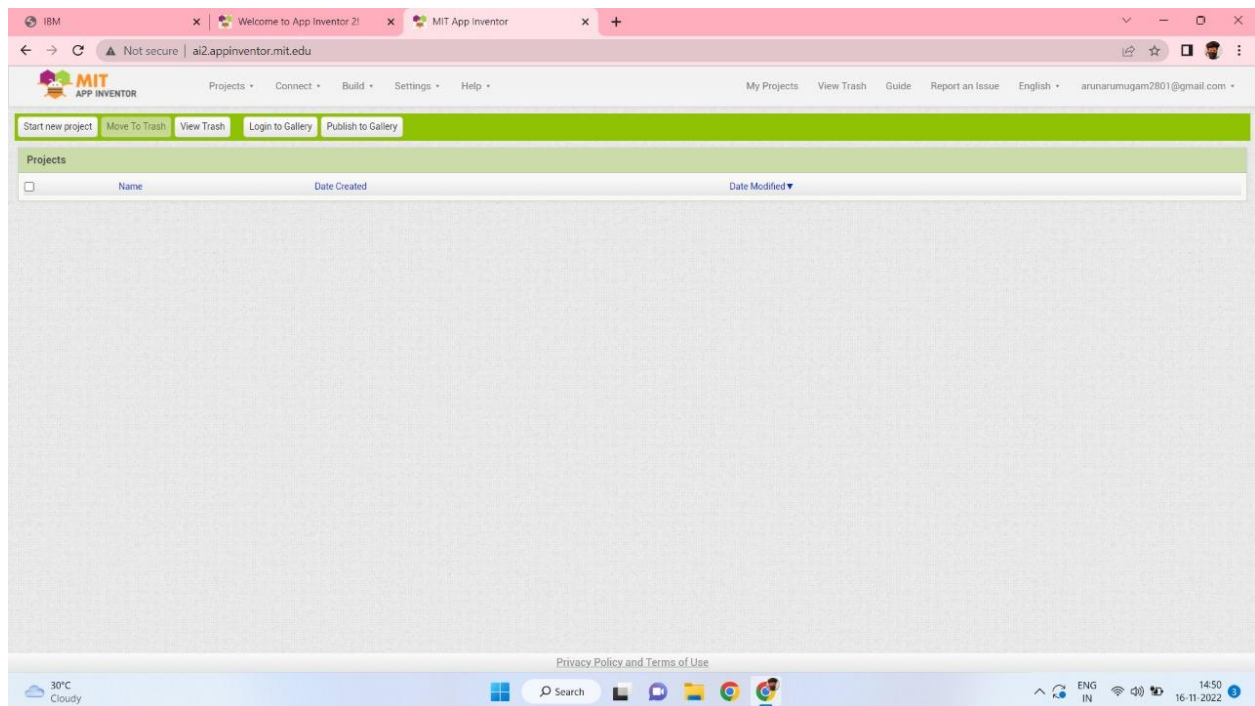 IBM Welcome to App Inventor 2! MIT App Inventor
Not secure ai2.appinventor.mit.edu
MIT
APP INVENTOR
Projects Connect Build Settings Help My Projects View Trash Guide Report an Issue English arunarumugam2801@gmail.com
Start new project Move To Trash View Trash Login to Gallery Publish to Gallery
Projects
Name Date Created Date Modified
Privacy Policy and Terms of Use
30°C
Cloudy
Search
ENG
IN
14:50
16-11-2022
3